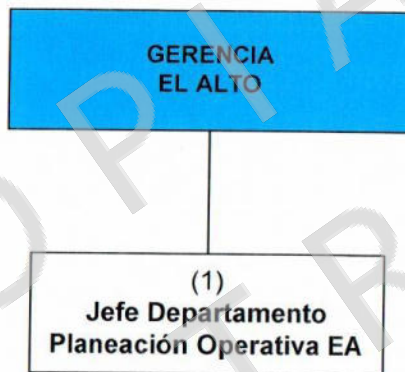 GERENCIA
EL ALTO
(1)
Jefe Departamento
Planeación Operativa EA